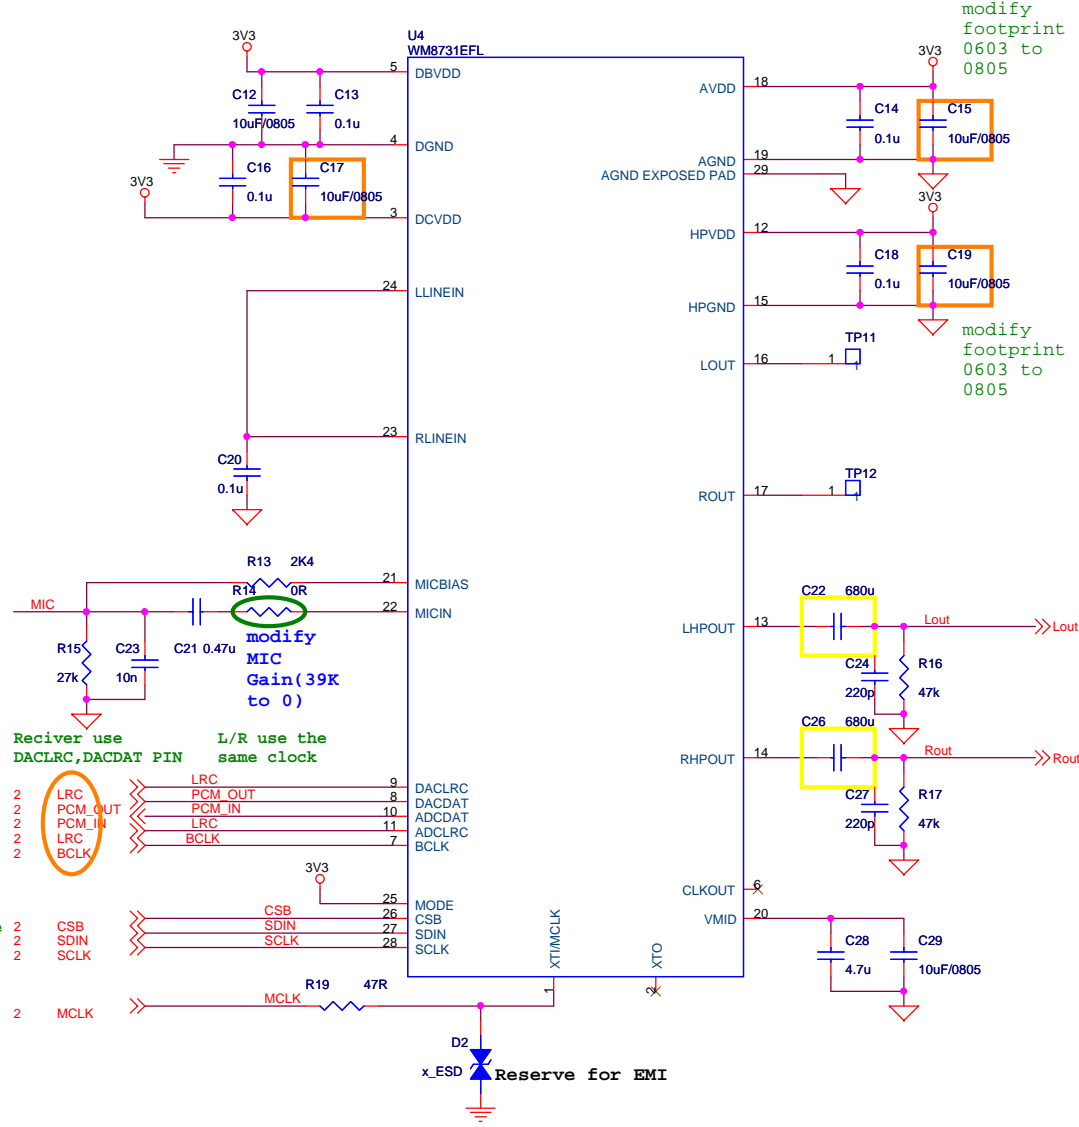 modify
footprint
0603 to
0805
U4
WM8731EFL
3V3
5
DBVDD
C12
10uF/0805
C13
0.1u
4
DGND
C16
0.1u
C17
10uF/0805
3V3
3
DCVDD
24
LLINEIN
23
RLINEIN
C20
0.1u
R13 2K4
21
MICBIAS
R14 0R
MIC
22
MICIN
modify
MIC
Gain(39K
to 0)
R15
27k
C23
10n
C21 0.47u
Reciver use
DACLRC,DACDAT PIN
L/R use the
same clock
2 LRC LRC 9 DACLRC
2 PCM_OUT PCM_OUT 8 DACDAT
2 PCM_IN PCM_IN 10 ADCDAT
2 LRC LRC 11 ADCLRC
2 BCLK BCLK 7 BCLK
3V3
25 MODE
2 CSB CSB 26 CSB
2 SDIN SDIN 27 SDIN
2 SCLK SCLK 28 SCLK
2 MCLK MCLK
R19 47R
1
XTI/MCLK
2
XTO
D2
x_ESD
Reserve for EMI
3V3
AVDD
18
C14
0.1u
C15
10uF/0805
AGND
19
AGND EXPOSED PAD
29
3V3
HPVDD
12
C18
0.1u
C19
10uF/0805
HPGND
15
modify
footprint
0603 to
0805
LOUT
16
1
TP11
1
ROUT
17
1
TP12
1
C22 680u
LHPOUT
13
Lout
Lout
C24
220p
R16
47k
C26 680u
RHPOUT
14
Rout
Rout
C27
220p
R17
47k
CLKOUT
6
VMID
20
C28
4.7u
C29
10uF/0805